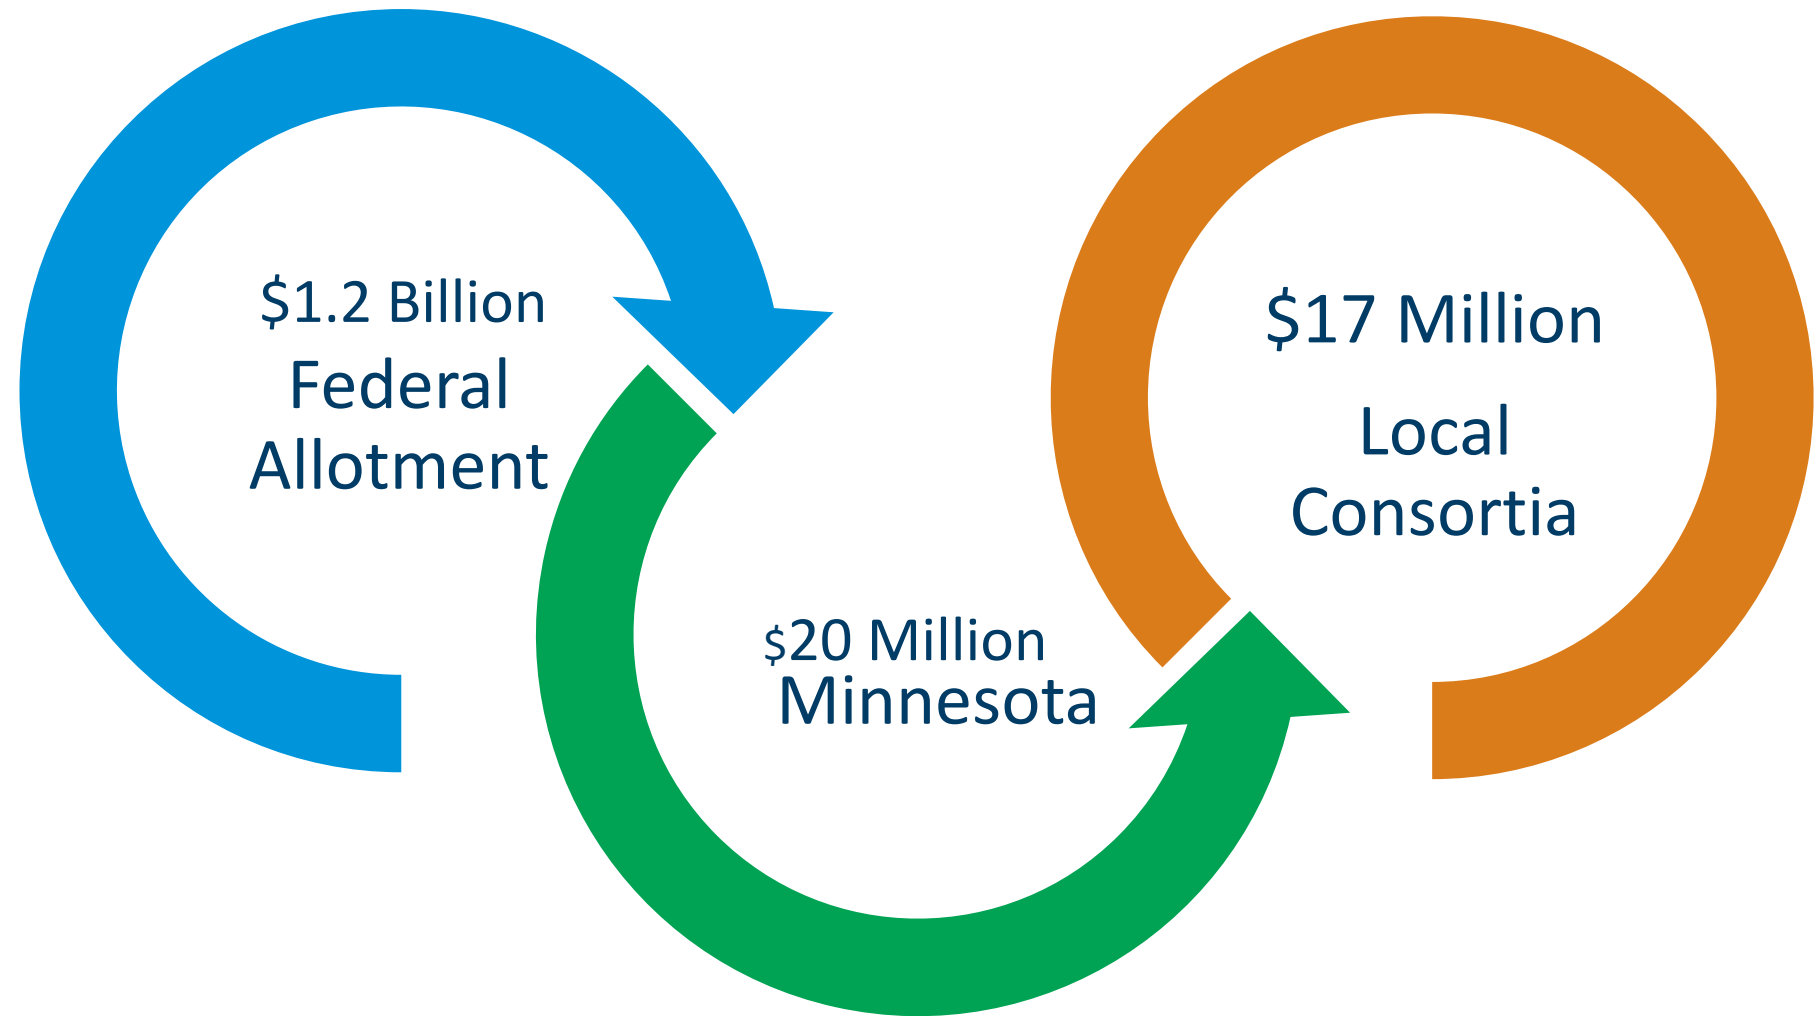 $1.2 Billion
Federal
Allotment
$20 Million
Minnesota
$17 Million
Local
Consortia